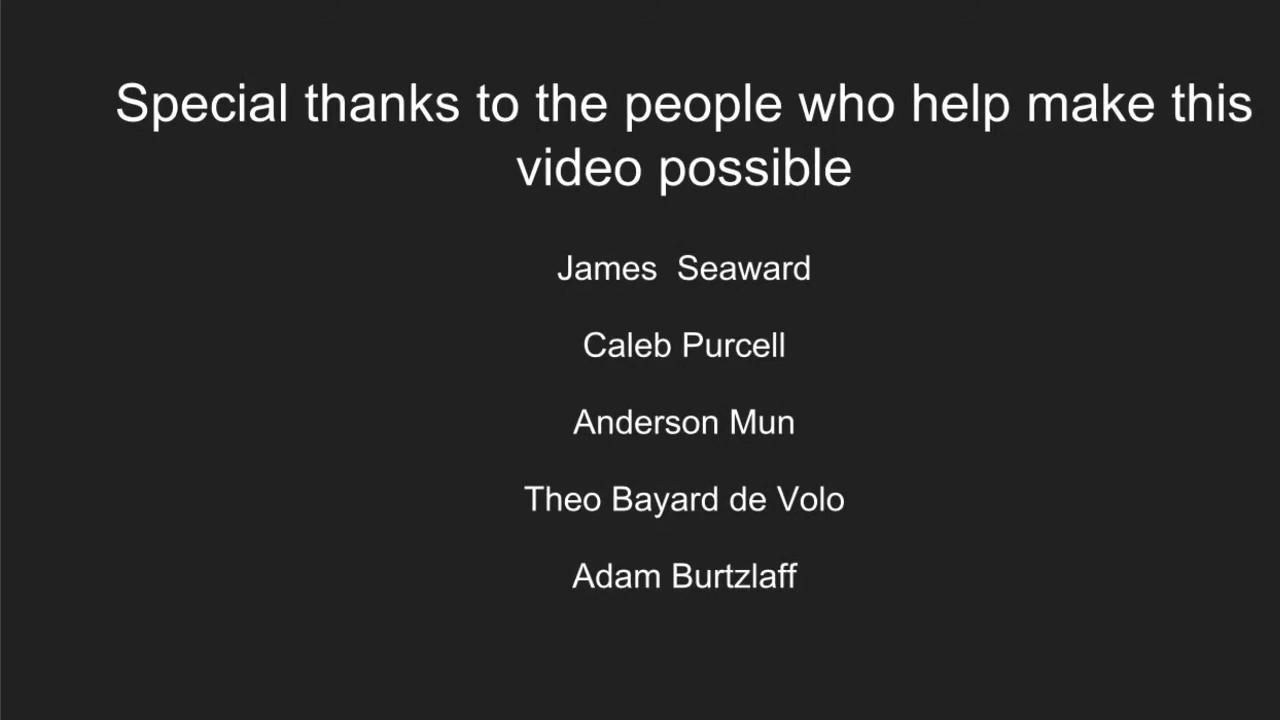 Special thanks to the people who help make this
video possible
James  Seaward
Caleb Purcell
Anderson Mun
Theo Bayard de Volo
Adam Burtzlaff